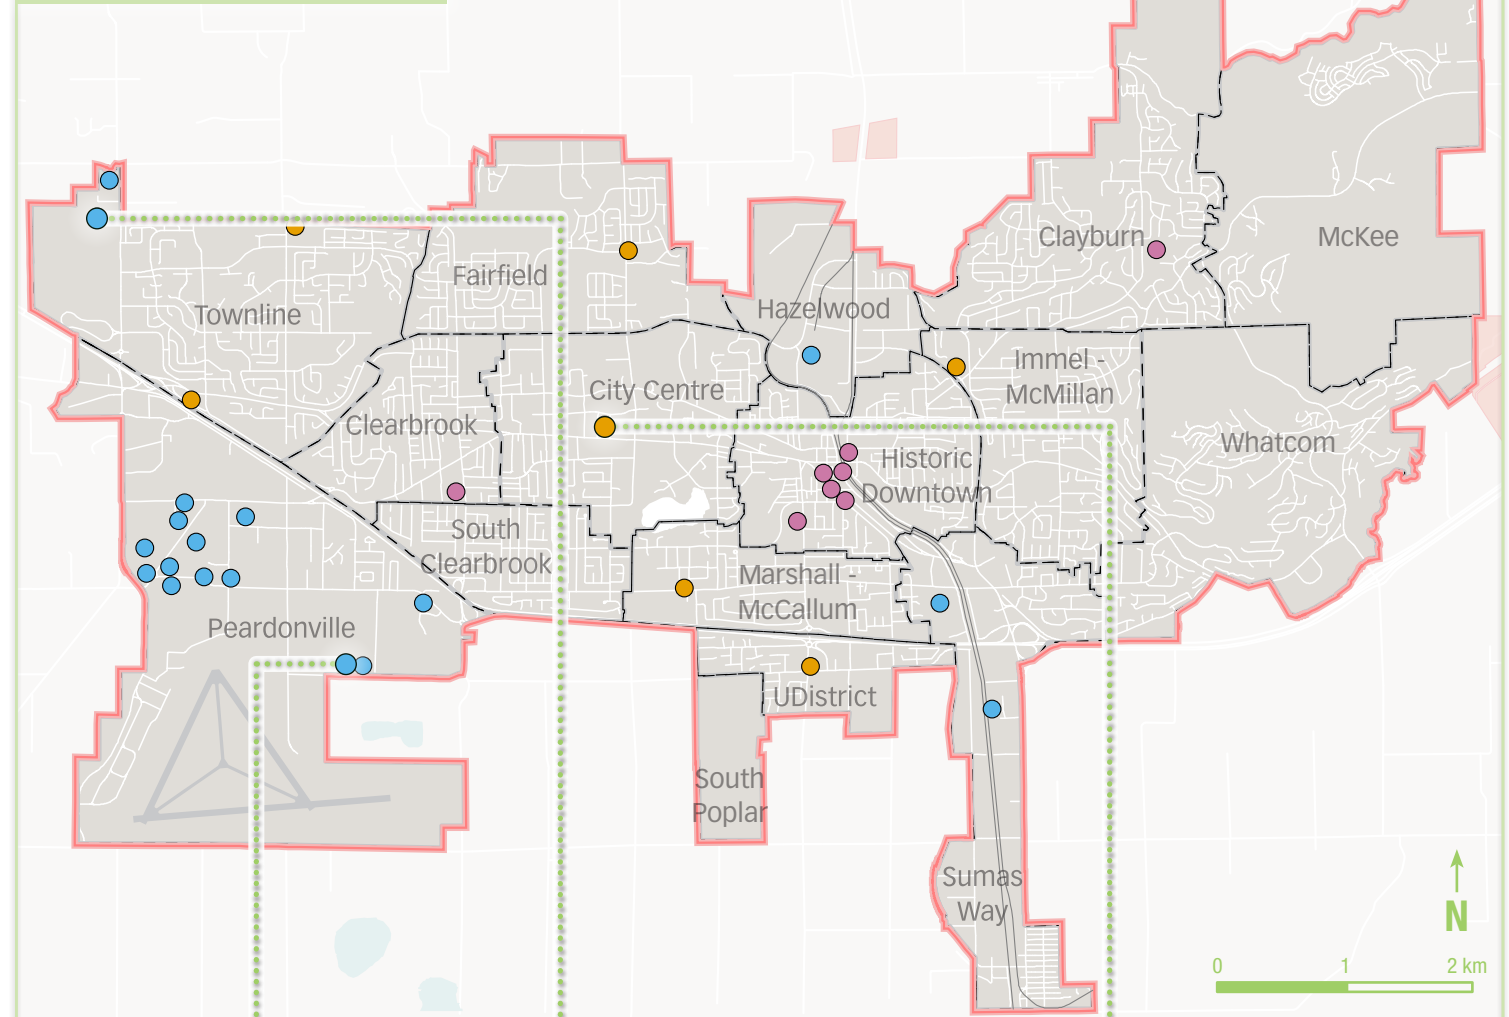 Clayburn
McKee
Fairfield
Townline
Hazelwood
Immel -
McMillan
City Centre
Clearbrook
Whatcom
Historic
Downtown
South
Clearbrook
Marshall -
McCallum
Peardonville
UDistrict
South
Poplar
Sumas
Way
N
0 1 2 km